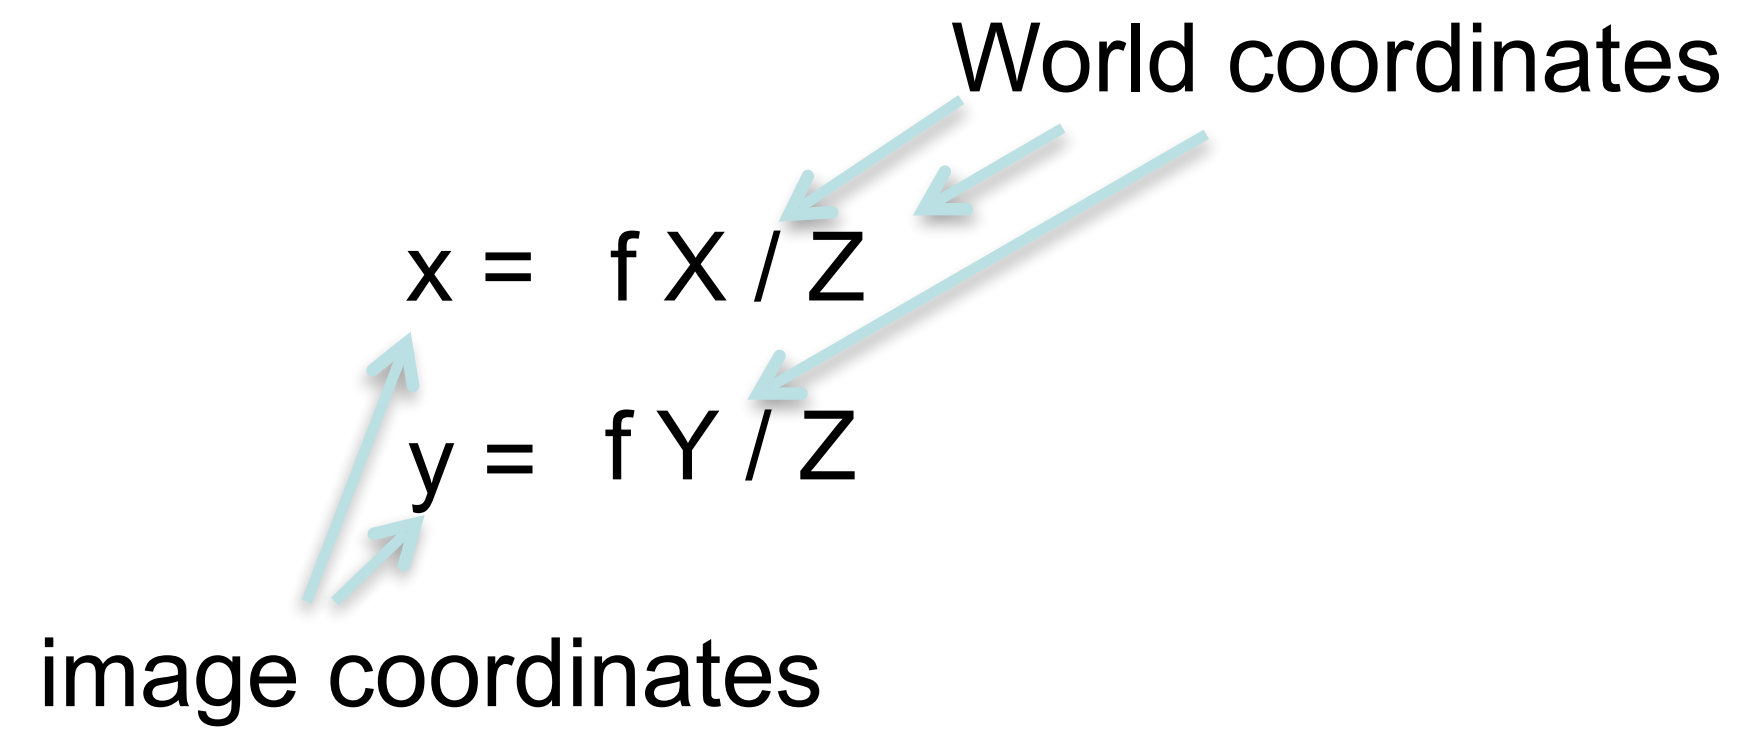 World coordinates
x = f X / Z
y = f Y / Z
image coordinates